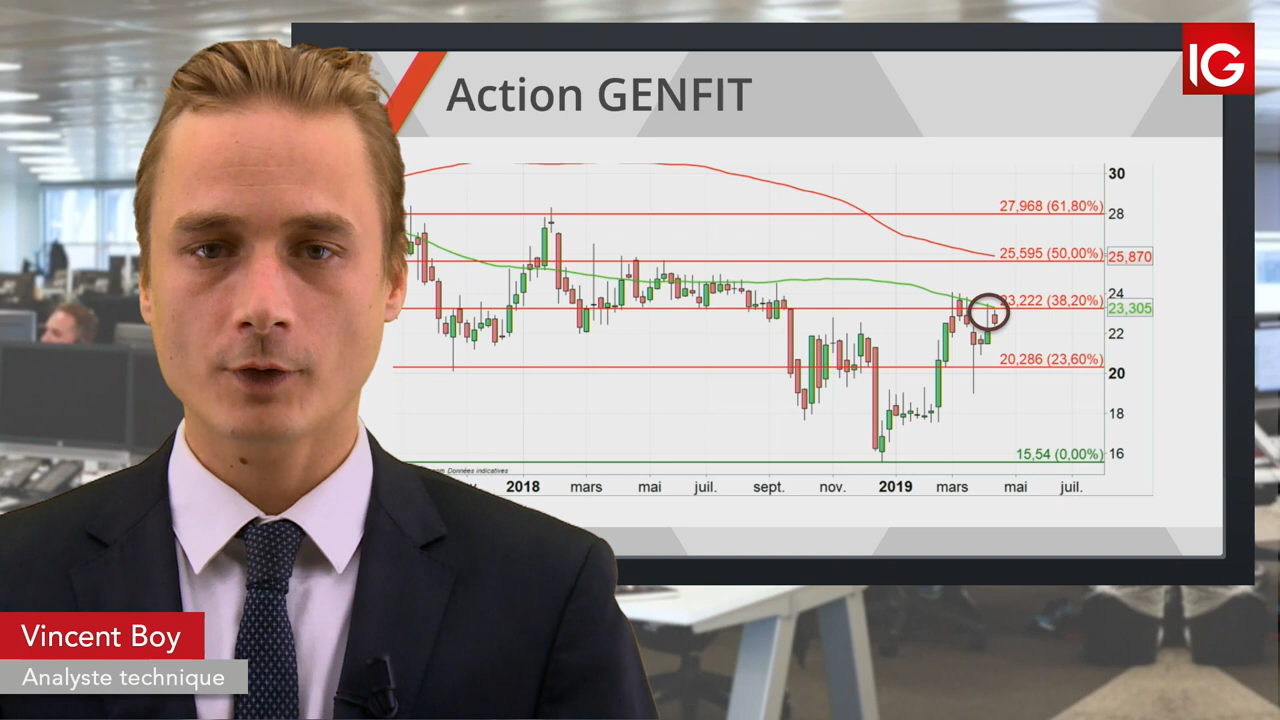 IG
Action GENFIT
30
27,968 (61,80%)
28
25,595 (50,00%)
25,870
24
23,222 (38,20%)
23,305
22
20,286 (23,60%)
20
18
15,54 (0,00%)
16
Données indicatives
2018 mars mai juil. sept. nov. 2019 mars mai juil.
Vincent Boy
Analyste technique